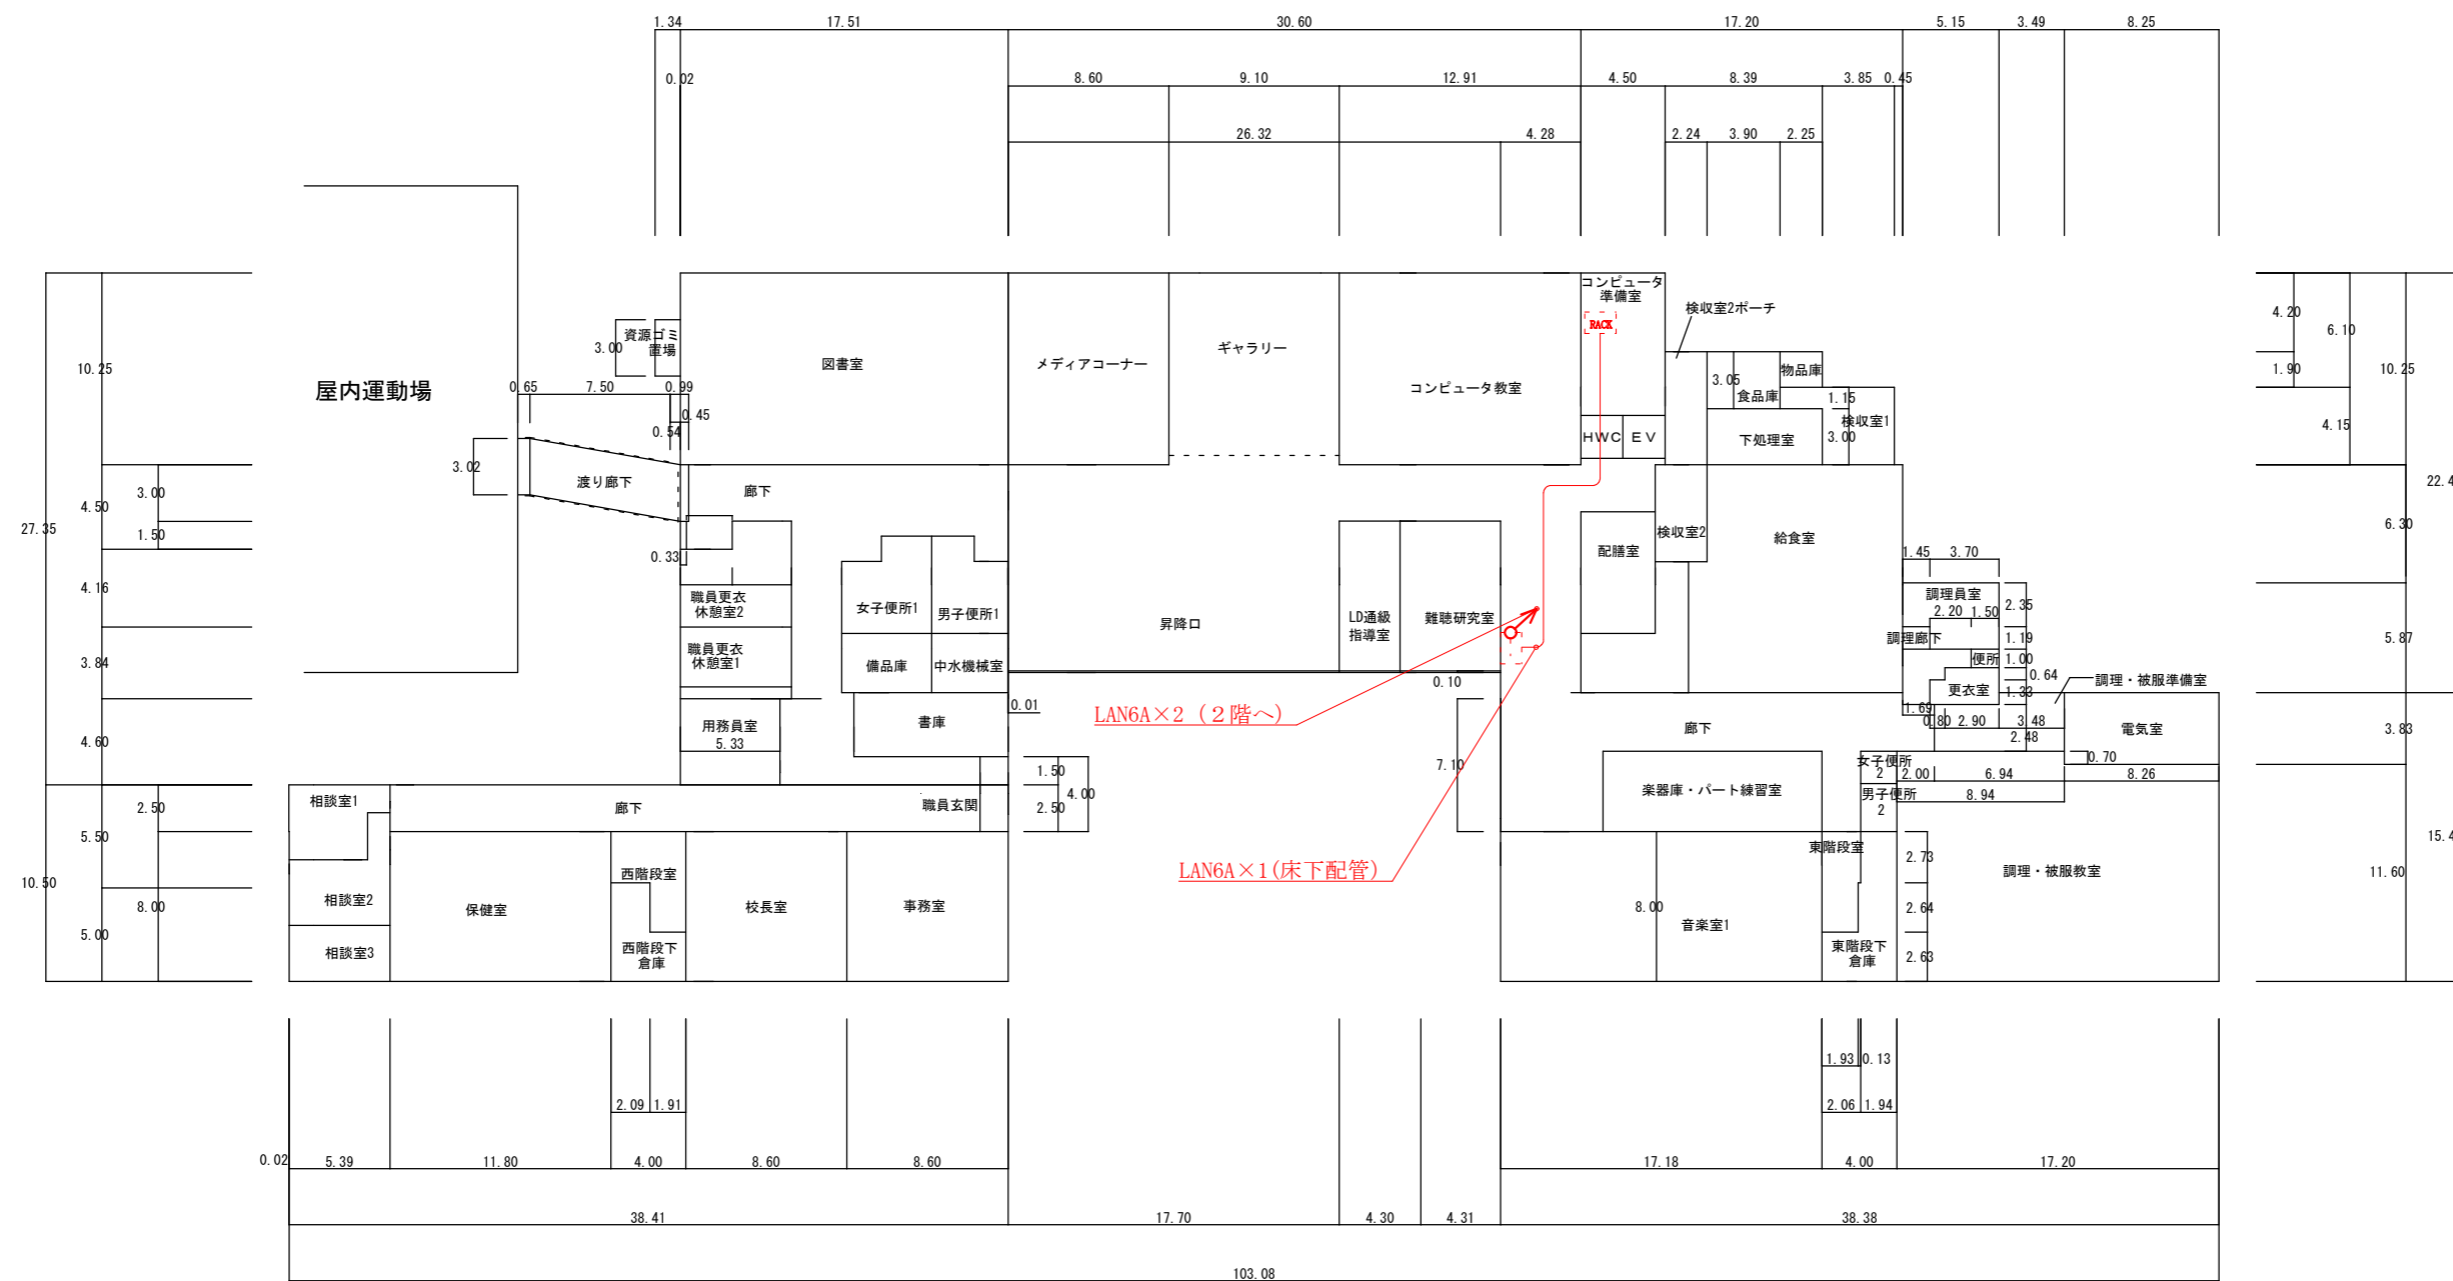 1.34
17.51
30.60
17.20
5.15
3.49
8.25
0.02
8.60
9.10
12.91
4.50
8.39
3.85
0.45
26.32
4.28
2.24
3.90
2.25
コンピュータ
準備室
RACK
検収室2ポーチ
資源ゴミ
置場
3.00
図書室
メディアコーナー
ギャラリー
コンピュータ教室
物品庫
3.05
食品庫
1.15
検収室1
3.00
下処理室
HWC
EV
10.25
屋内運動場
0.65
7.50
0.99
0.45
0.54
3.02
渡り廊下
廊下
4.20
6.10
1.90
10.25
4.15
3.00
4.50
1.50
27.35
4.16
3.84
4.60
0.33
職員更衣
休憩室2
職員更衣
休憩室1
用務員室
5.33
女子便所1
男子便所1
備品庫
中水機械室
書庫
0.01
昇降口
LD通級
指導室
難聴研究室
0.10
配膳室
検収室2
給食室
1.45
3.70
調理員室
2.20
1.50
2.35
調理廊下
1.19
便所
1.00
0.64
更衣室
1.33
調理・被服準備室
1.69
0.80
2.90
3.48
2.48
電気室
0.70
22.4
6.30
5.87
3.83
15.4
11.60
LAN6A×2 (2階へ)
LAN6A×1(床下配管)
7.10
廊下
女子便所
2
2.00
6.94
8.26
男子便所
2
8.94
楽器庫・パート練習室
2.50
5.50
10.50
8.00
5.00
相談室1
相談室2
相談室3
廊下
職員玄関
1.50
4.00
2.50
保健室
西階段室
西階段下
倉庫
校長室
事務室
8.00
音楽室1
東階段室
東階段下
倉庫
2.73
2.64
2.63
調理・被服教室
1.93
0.13
2.09
1.91
2.06
1.94
0.02
5.39
11.80
4.00
8.60
8.60
17.18
4.00
17.20
38.41
17.70
4.30
4.31
38.38
103.08